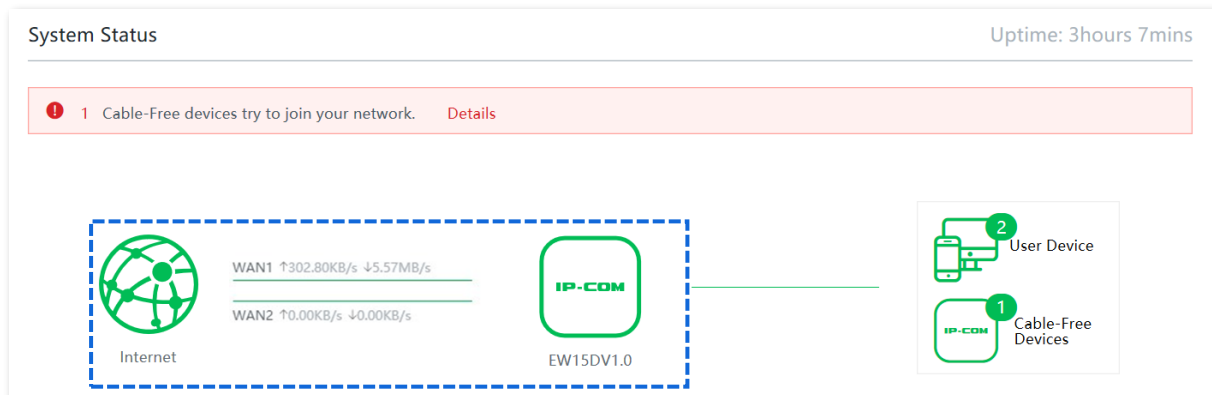 System Status
Uptime: 3hours 7mins
1 Cable-Free devices try to join your network. Details
WAN1 ↑302.80KB/s ↓5.57MB/s
WAN2 ↑0.00KB/s ↓0.00KB/s
Internet
IP-COM
EW15DV1.0
2
User Device
1
IP-COM
Cable-Free
Devices